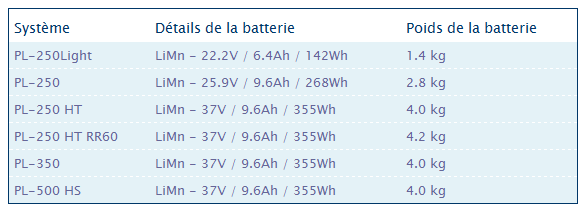 Système Détails de la batterie Poids de la batterie
PL-250Light LiMn - 22.2V / 6.4Ah / 142Wh 1.4 kg
PL-250 LiMn - 25.9V / 9.6Ah / 268Wh 2.8 kg
PL-250 HT LiMn - 37V / 9.6Ah / 355Wh 4.0 kg
PL-250 HT RR60 LiMn - 37V / 9.6Ah / 355Wh 4.2 kg
PL-350 LiMn - 37V / 9.6Ah / 355Wh 4.0 kg
PL-500 HS LiMn - 37V / 9.6Ah / 355Wh 4.0 kg